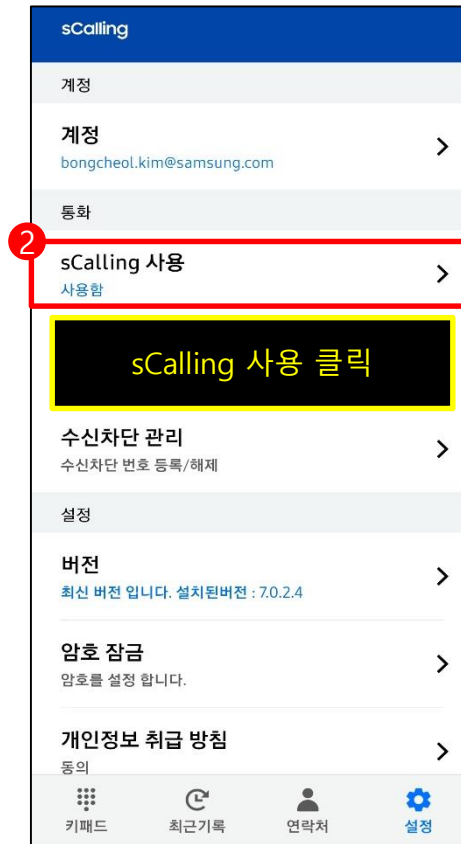 sCalling
계정
계정
bongcheol.kim@samsung.com
통화
2
sCalling 사용
사용함
sCalling 사용 클릭
수신차단 관리
수신차단 번호 등록/해제
설정
버전
최신 버전 입니다. 설치된버전 : 7.0.2.4
암호 잠금
암호를 설정 합니다.
개인정보 취급 방침
동의
키패드 최근기록 연락처 설정